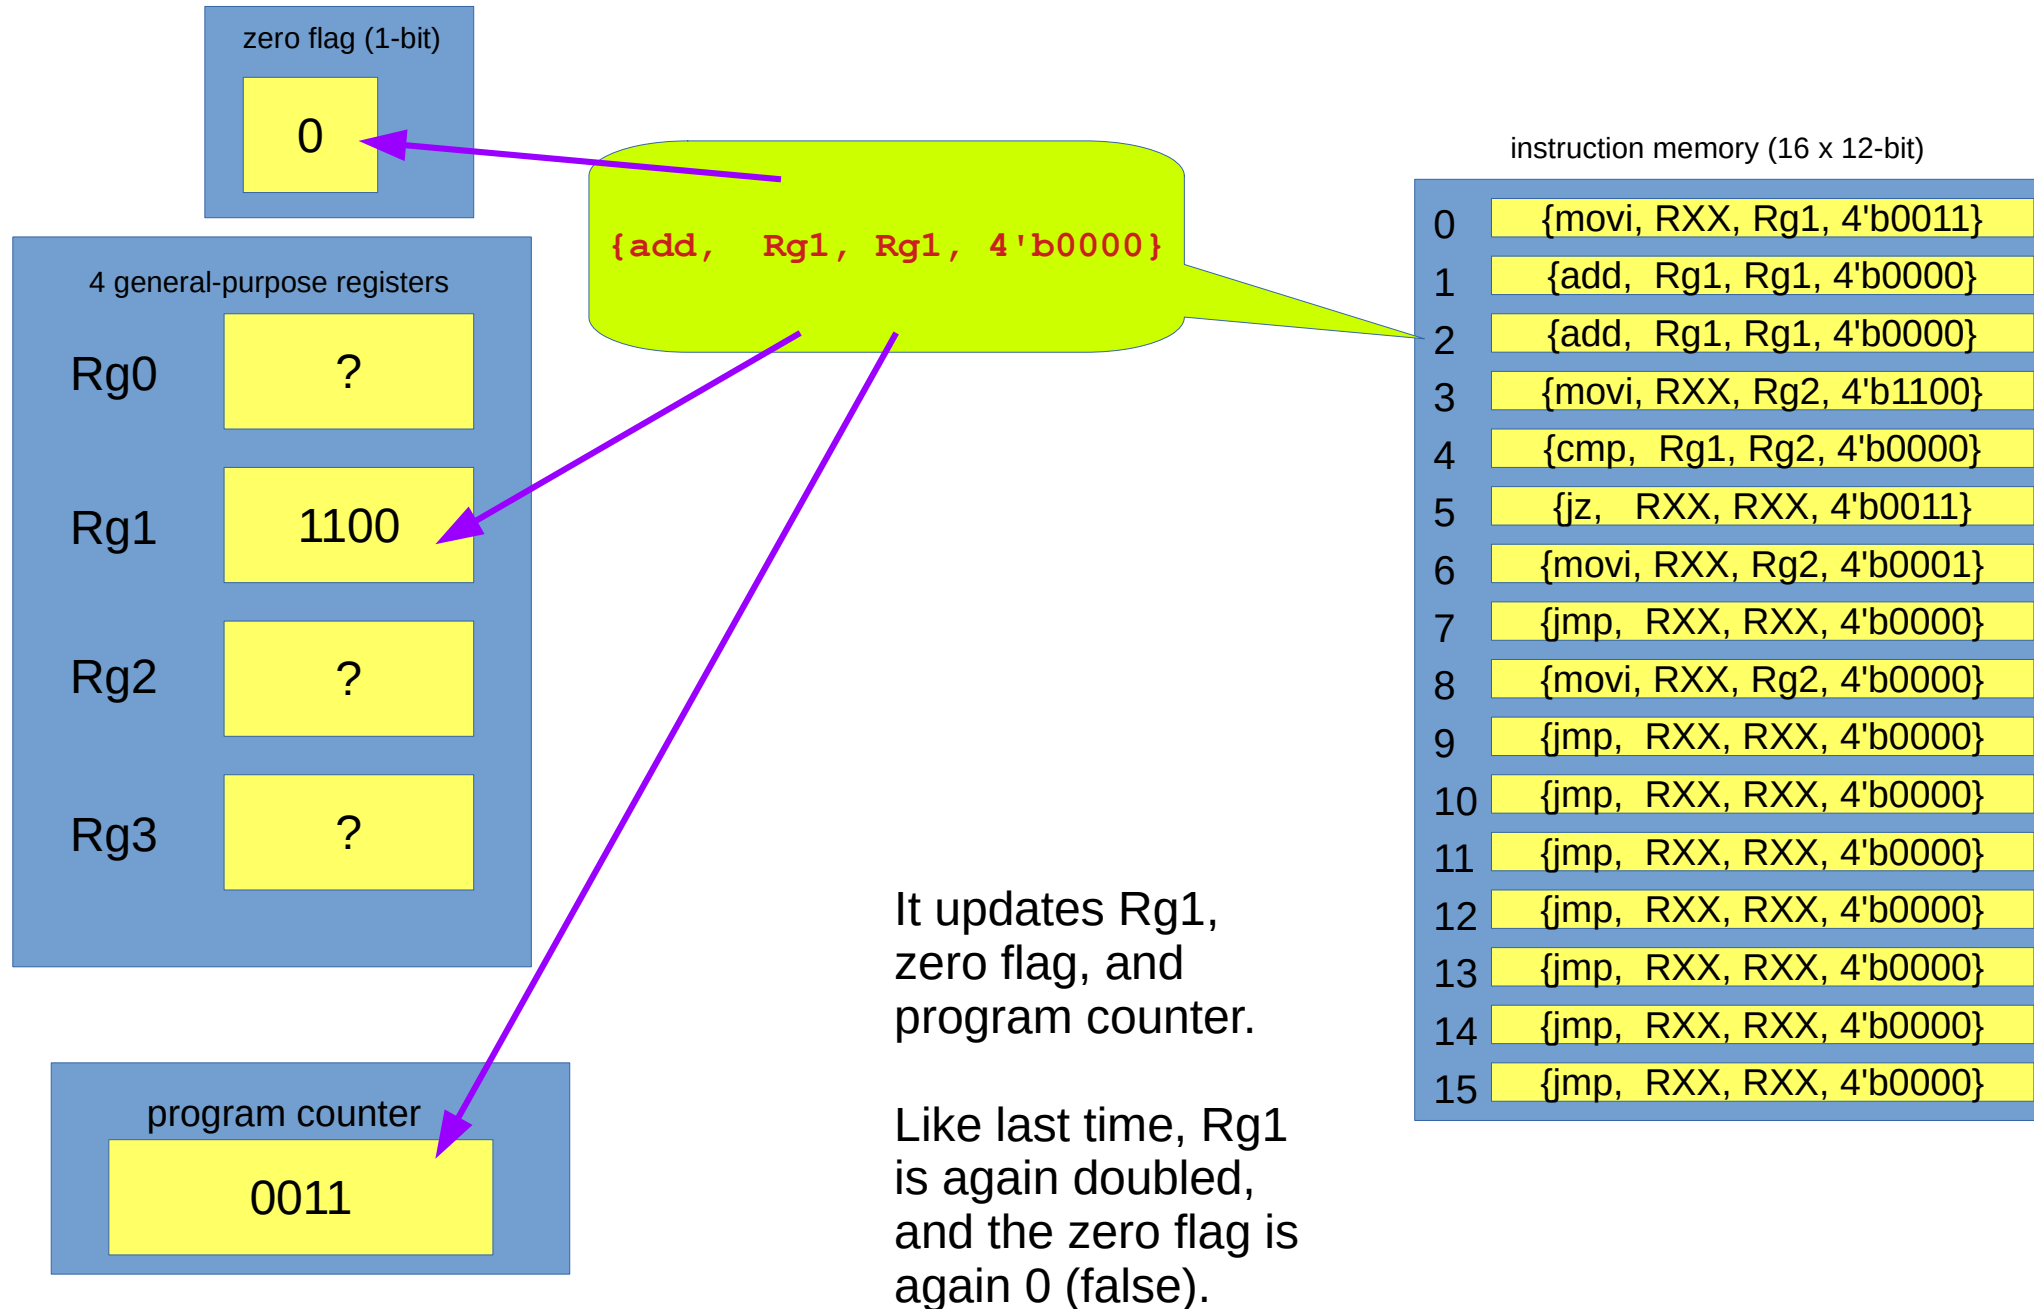 zero flag (1-bit)
0
4 general-purpose registers
Rg0
?
Rg1
1100
Rg2
?
Rg3
?
program counter
0011
{add,  Rg1, Rg1, 4'b0000}
It updates Rg1,
zero flag, and
program counter.
Like last time, Rg1
is again doubled,
and the zero flag is
again 0 (false).
instruction memory (16 x 12-bit)
0 {movi, RXX, Rg1, 4'b0011}
1 {add,  Rg1, Rg1, 4'b0000}
2 {add,  Rg1, Rg1, 4'b0000}
3 {movi, RXX, Rg2, 4'b1100}
4 {cmp,  Rg1, Rg2, 4'b0000}
5 {jz,   RXX, RXX, 4'b0011}
6 {movi, RXX, Rg2, 4'b0001}
7 {jmp,  RXX, RXX, 4'b0000}
8 {movi, RXX, Rg2, 4'b0000}
9 {jmp,  RXX, RXX, 4'b0000}
10 {jmp,  RXX, RXX, 4'b0000}
11 {jmp,  RXX, RXX, 4'b0000}
12 {jmp,  RXX, RXX, 4'b0000}
13 {jmp,  RXX, RXX, 4'b0000}
14 {jmp,  RXX, RXX, 4'b0000}
15 {jmp,  RXX, RXX, 4'b0000}